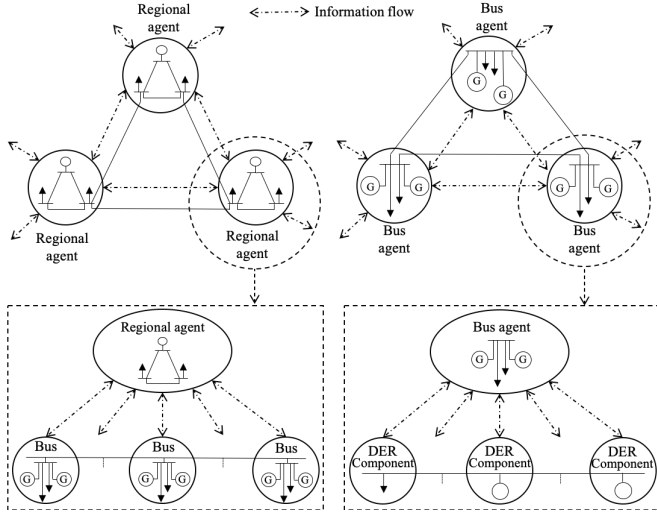 Regional
agent
Information flow
Bus
agent
G
G
Regional
agent
Regional
agent
G
G
Bus
agent
G
G
Bus
agent
Regional agent
Bus
G
G
Bus
G
G
Bus
G
G
Bus agent
G
G
DER
Component
DER
Component
DER
Component